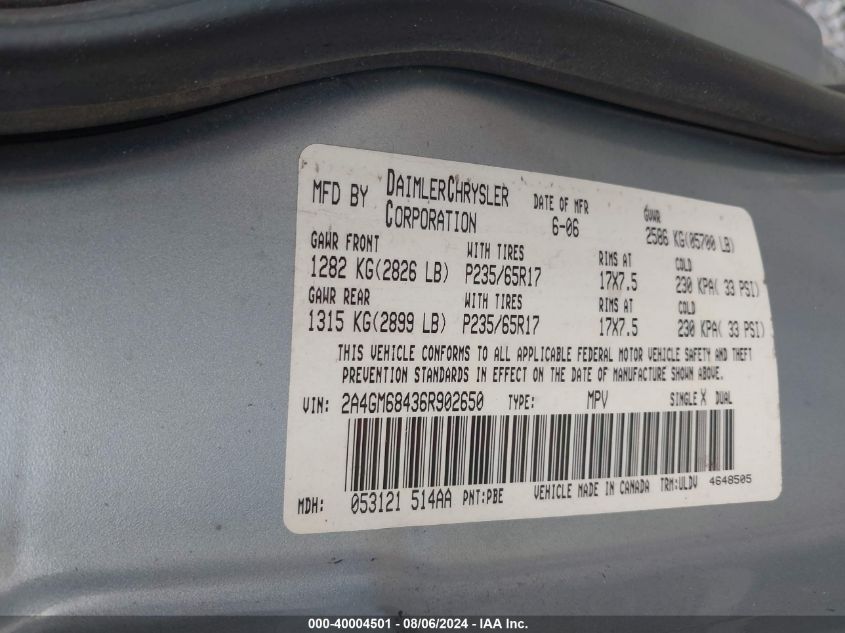 MFD BY DAIMLERCHRYSLER CORPORATION DATE OF MFR 6-06 GVWR 2586 KG(05700 LB)
GAWR FRONT WITH TIRES RIMS AT COLD
1282 KG(2826 LB) P235/65R17 17X7.5 230 KPA( 33 PSI)
GAWR REAR WITH TIRES RIMS AT COLD
1315 KG(2899 LB) P235/65R17 17X7.5 230 KPA( 33 PSI)
THIS VEHICLE CONFORMS TO ALL APPLICABLE FEDERAL MOTOR VEHICLE SAFETY AND THEFT
PREVENTION STANDARDS IN EFFECT ON THE DATE OF MANUFACTURE SHOWN ABOVE.
VIN: 2A4GM68436R902650 TYPE: MPV SINGLE X DUAL
MDH: 053121 514AA PNT:PBE VEHICLE MADE IN CANADA TRM:ULDV 4648505
000-40004501 - 08/06/2024 - IAA Inc.